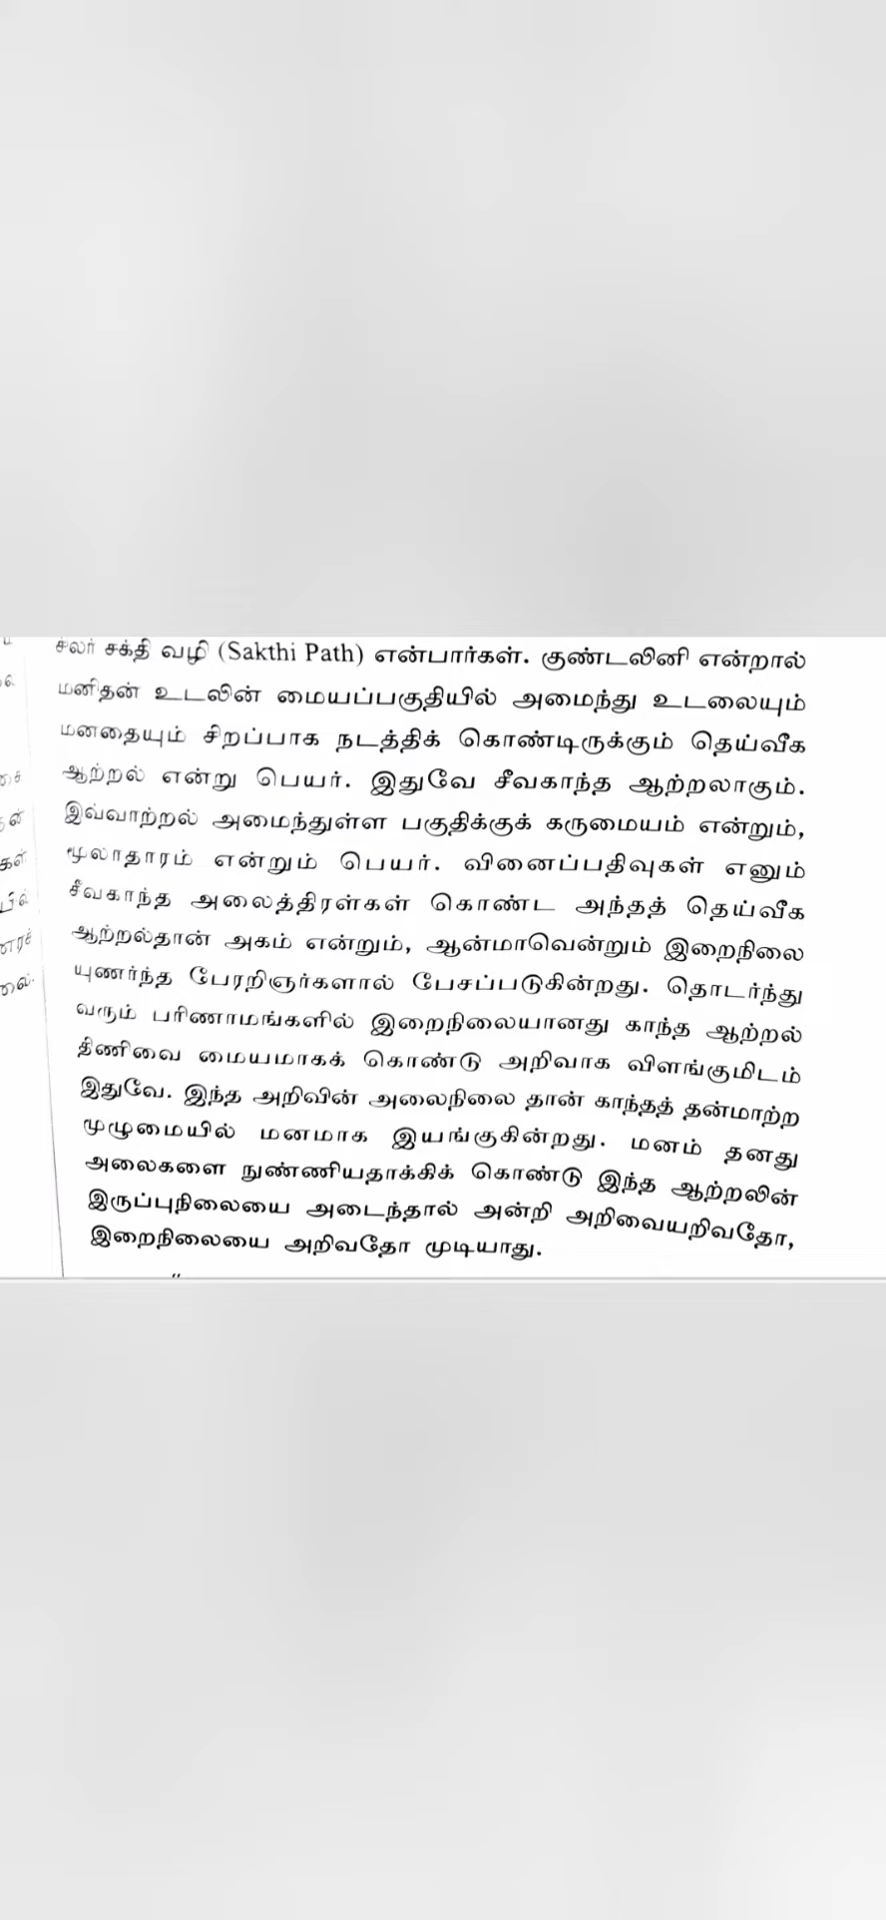 சிலர் சக்தி வழி (Sakthi Path) என்பார்கள். குண்டலினி என்றால்
மனிதன் உடலின் மையப்பகுதியில் அமைந்து உடலையும்
மனதையும் சிறப்பாக நடத்திக் கொண்டிருக்கும் தெய்வீக
ஆற்றல் என்று பெயர். இதுவே சீவகாந்த ஆற்றலாகும்.
இவ்வாற்றல் அமைந்துள்ள பகுதிக்குக் கருமையம் என்றும்,
மூலாதாரம் என்றும் பெயர். வினைப்பதிவுகள் எனும்
சீவகாந்த அலைத்திரள்கள் கொண்ட அந்தத் தெய்வீக
ஆற்றல்தான் அகம் என்றும், ஆன்மாவென்றும் இறைநிலை
யுணர்ந்த பேரறிஞர்களால் பேசப்படுகின்றது. தொடர்ந்து
வரும் பரிணாமங்களில் இறைநிலையானது காந்த ஆற்றல்
திணிவை மையமாகக் கொண்டு அறிவாக விளங்குமிடம்
இதுவே. இந்த அறிவின் அலைநிலை தான் காந்தத் தன்மாற்ற
முழுமையில் மனமாக இயங்குகின்றது. மனம் தனது
அலைகளை நுண்ணியதாக்கிக் கொண்டு இந்த ஆற்றலின்
இருப்புநிலையை அடைந்தால் அன்றி அறிவையறிவதோ,
இறைநிலையை அறிவதோ முடியாது.